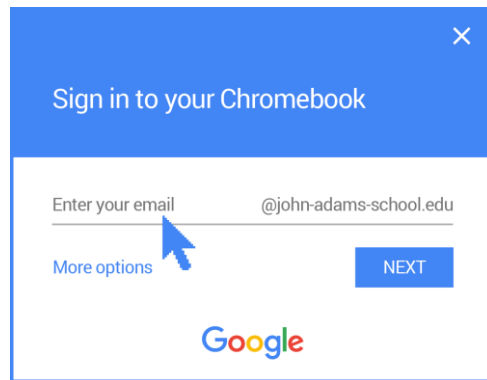 Sign in to your Chromebook
Enter your email @john-adams-school.edu
More options NEXT
Google